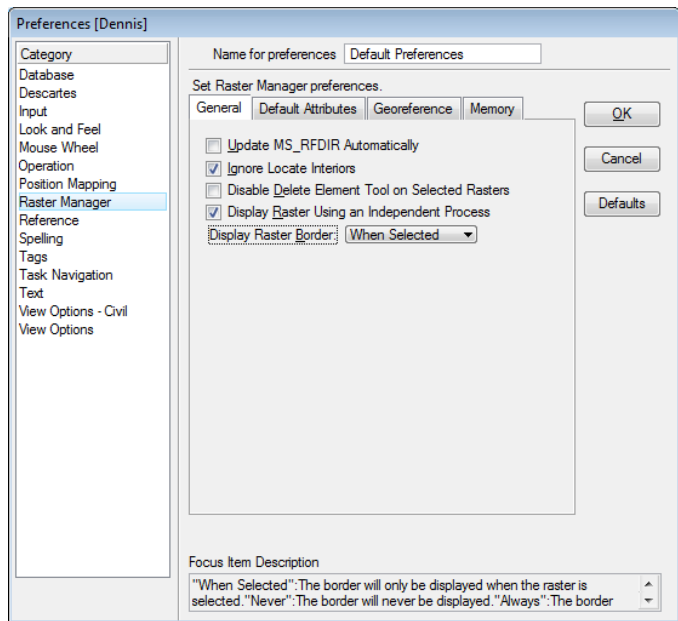 Preferences [Dennis]
Category
Database
Descartes
Input
Look and Feel
Mouse Wheel
Operation
Position Mapping
Raster Manager
Reference
Spelling
Tags
Task Navigation
Text
View Options - Civil
View Options
Name for preferences Default Preferences
Set Raster Manager preferences.
General Default Attributes Georeference Memory
Update MS_RFDIR Automatically
Ignore Locate Interiors
Disable Delete Element Tool on Selected Rasters
Display Raster Using an Independent Process
Display Raster Border: When Selected
OK
Cancel
Defaults
Focus Item Description
"When Selected":The border will only be displayed when the raster is
selected."Never":The border will never be displayed."Always":The border